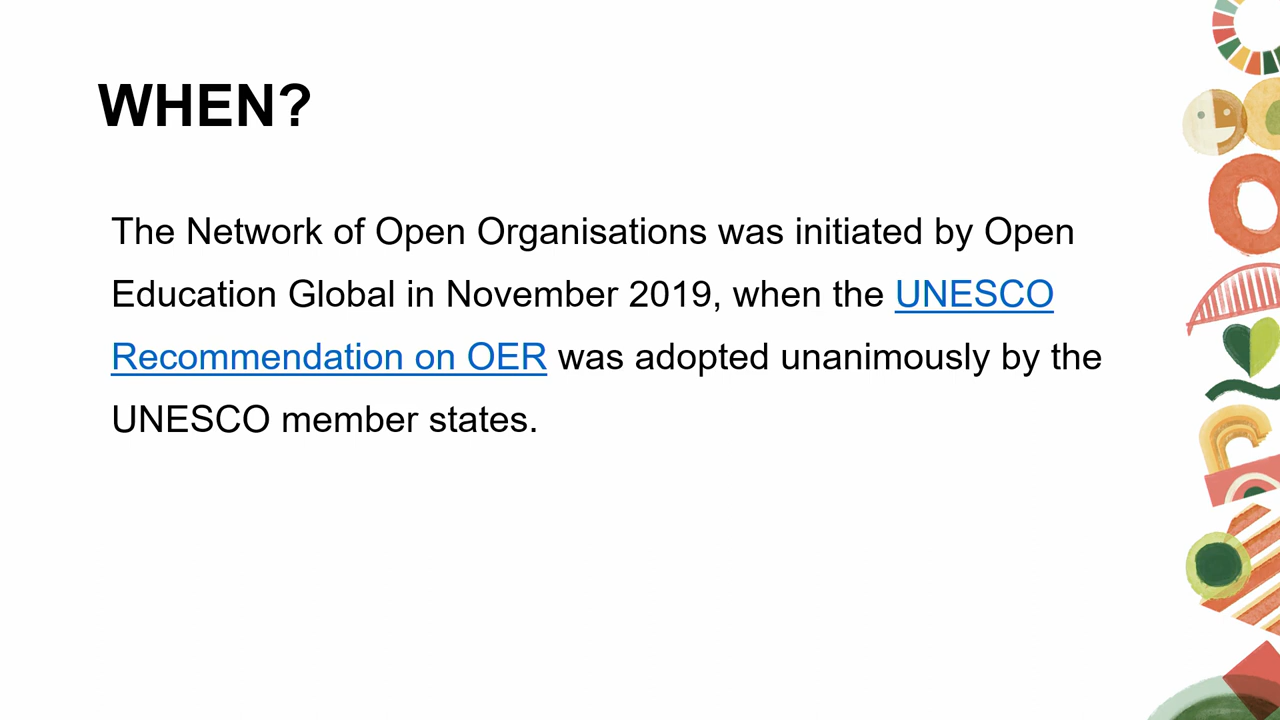 WHEN?
The Network of Open Organisations was initiated by Open
Education Global in November 2019, when the UNESCO
Recommendation on OER was adopted unanimously by the
UNESCO member states.